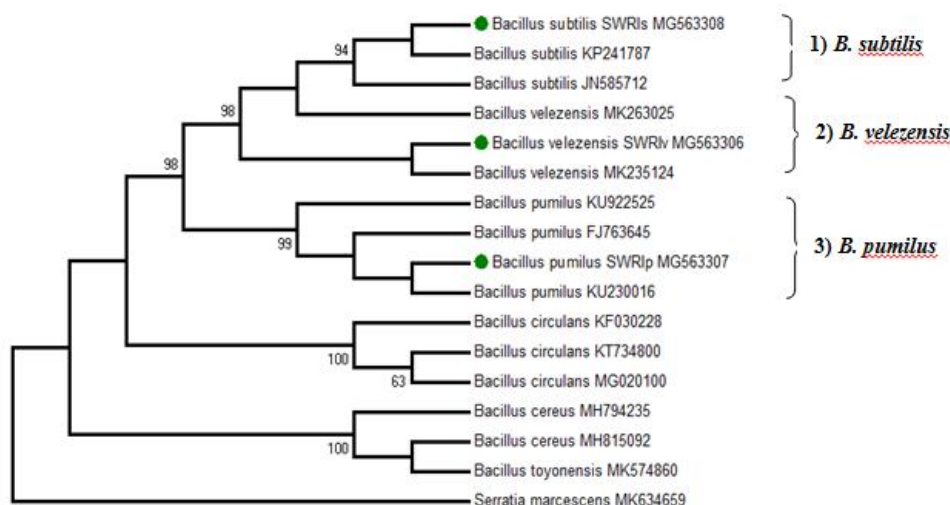 Bacillus subtilis SWRIs MG563308
94
1) B. subtilis
Bacillus subtilis KP241787
Bacillus subtilis JN585712
98
Bacillus velezensis MK263025
2) B. velezensis
Bacillus velezensis SWRIv MG563306
98
Bacillus velezensis MK235124
Bacillus pumilus KU922525
99
Bacillus pumilus FJ763645
3) B. pumilus
Bacillus pumilus SWRIp MG563307
Bacillus pumilus KU230016
Bacillus circulans KF030228
100
Bacillus circulans KT734800
63
Bacillus circulans MG020100
Bacillus cereus MH794235
100
Bacillus cereus MH815092
Bacillus toyonensis MK574860
Serratia marcescens MK634659